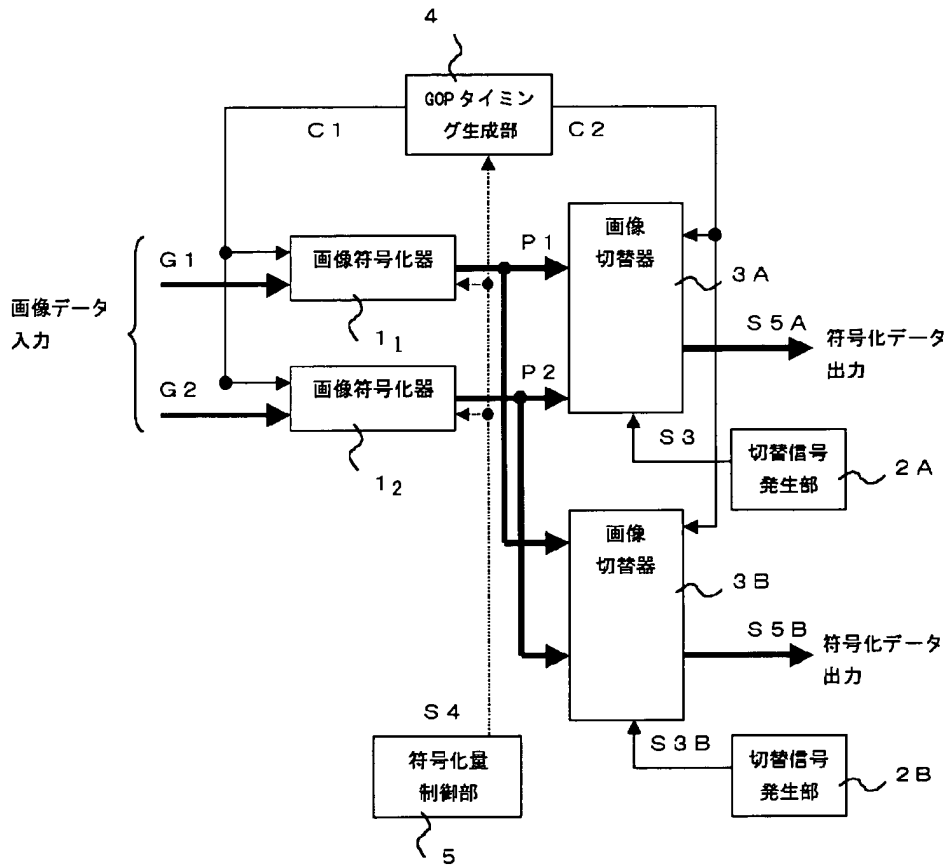 4
GOPタイミン
グ生成部
C1
C2
画像データ
入力
G1
画像符号化器
1₁
P1
画像
切替器
3A
S5A
符号化データ
出力
G2
画像符号化器
1₂
P2
S3
切替信号
発生部
2A
画像
切替器
3B
S5B
符号化データ
出力
S4
符号化量
制御部
5
S3B
切替信号
発生部
2B